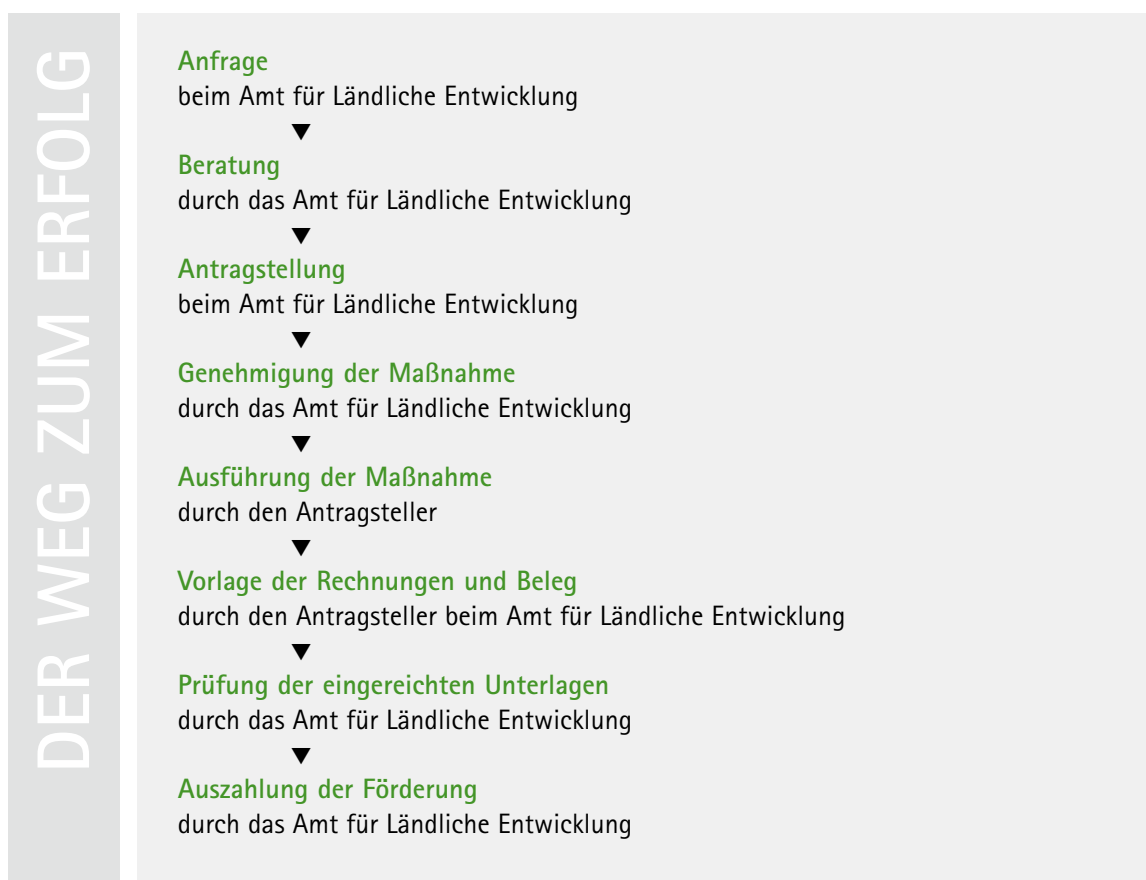 DER WEG ZUM ERFOLG
Anfrage
beim Amt für Ländliche Entwicklung
▼
Beratung
durch das Amt für Ländliche Entwicklung
▼
Antragstellung
beim Amt für Ländliche Entwicklung
▼
Genehmigung der Maßnahme
durch das Amt für Ländliche Entwicklung
▼
Ausführung der Maßnahme
durch den Antragsteller
▼
Vorlage der Rechnungen und Beleg
durch den Antragsteller beim Amt für Ländliche Entwicklung
▼
Prüfung der eingereichten Unterlagen
durch das Amt für Ländliche Entwicklung
▼
Auszahlung der Förderung
durch das Amt für Ländliche Entwicklung